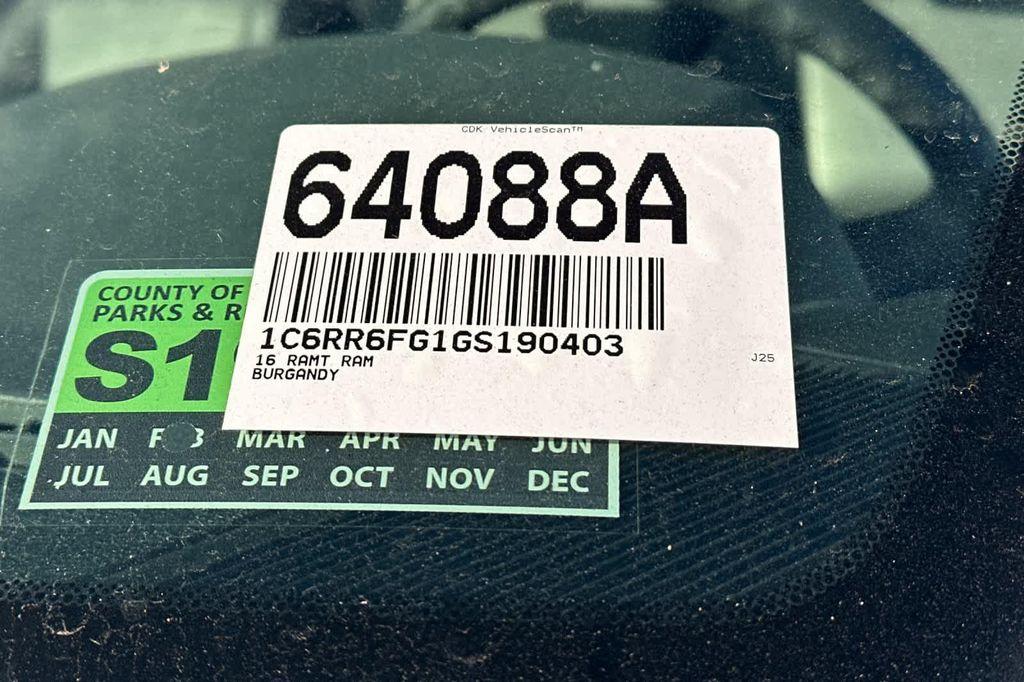 CDK VehicleScan™
64088A
1C6RR6FG1GS190403
16 RAMT RAM
BURGANDY
J25
COUNTY OF
PARKS &
S1
JAN MAR APR MAY JUN
JUL AUG SEP OCT NOV DEC